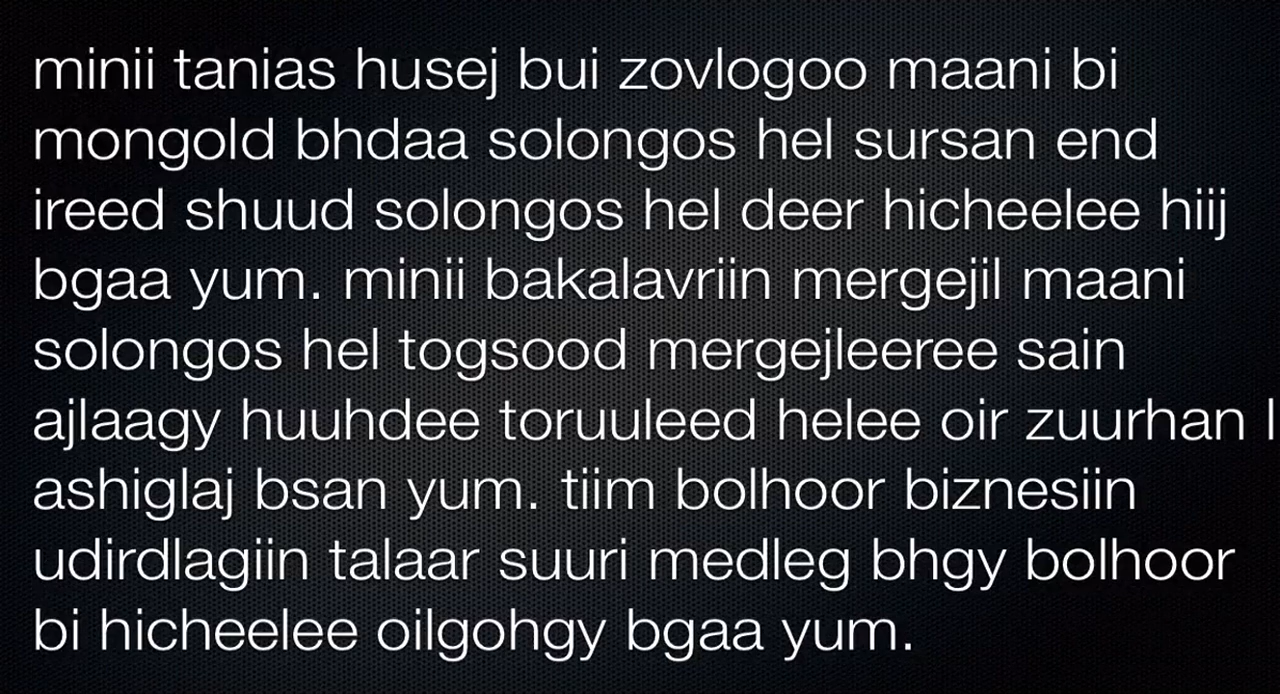 minii tanias husej bui zovlogoo maani bi
mongold bhdaa solongos hel sursan end
ireed shuud solongos hel deer hicheelee hiij
bgaa yum. minii bakalavriin mergejil maani
solongos hel togsood mergejleeree sain
ajlaagy huuhdee toruuleed helee oir zuurhan l
ashiglaj bsan yum. tiim bolhoor biznesiin
udirdlagiin talaar suuri medleg bhgy bolhoor
bi hicheelee oilgohgy bgaa yum.